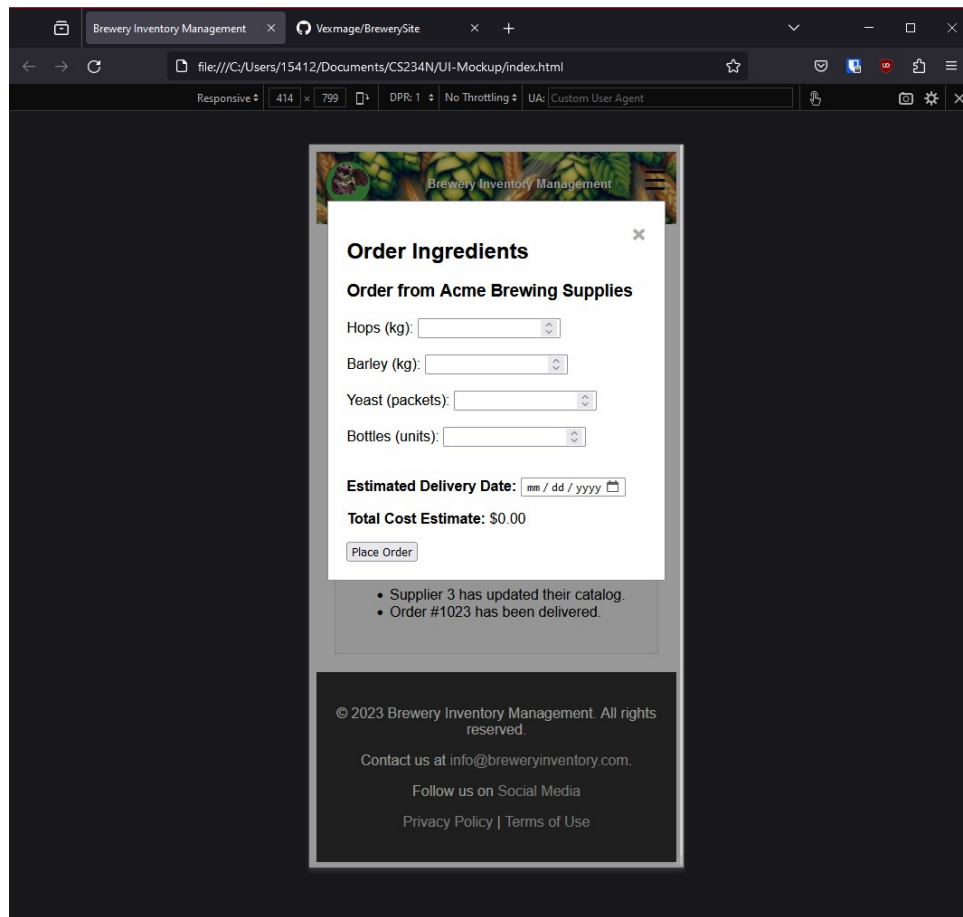 Brewery Inventory Management
Vexmage/BrewerySite
file:///C:/Users/15412/Documents/CS234N/UI-Mockup/index.html
Responsive 414 × 799 DPR: 1 No Throttling UA: Custom User Agent
Brewery Inventory Management
Order Ingredients
Order from Acme Brewing Supplies
Hops (kg):
Barley (kg):
Yeast (packets):
Bottles (units):
Estimated Delivery Date: mm / dd / yyyy
Total Cost Estimate: $0.00
Place Order
• Supplier 3 has updated their catalog.
• Order #1023 has been delivered.
© 2023 Brewery Inventory Management. All rights
reserved.
Contact us at info@breweryinventory.com.
Follow us on Social Media
Privacy Policy | Terms of Use